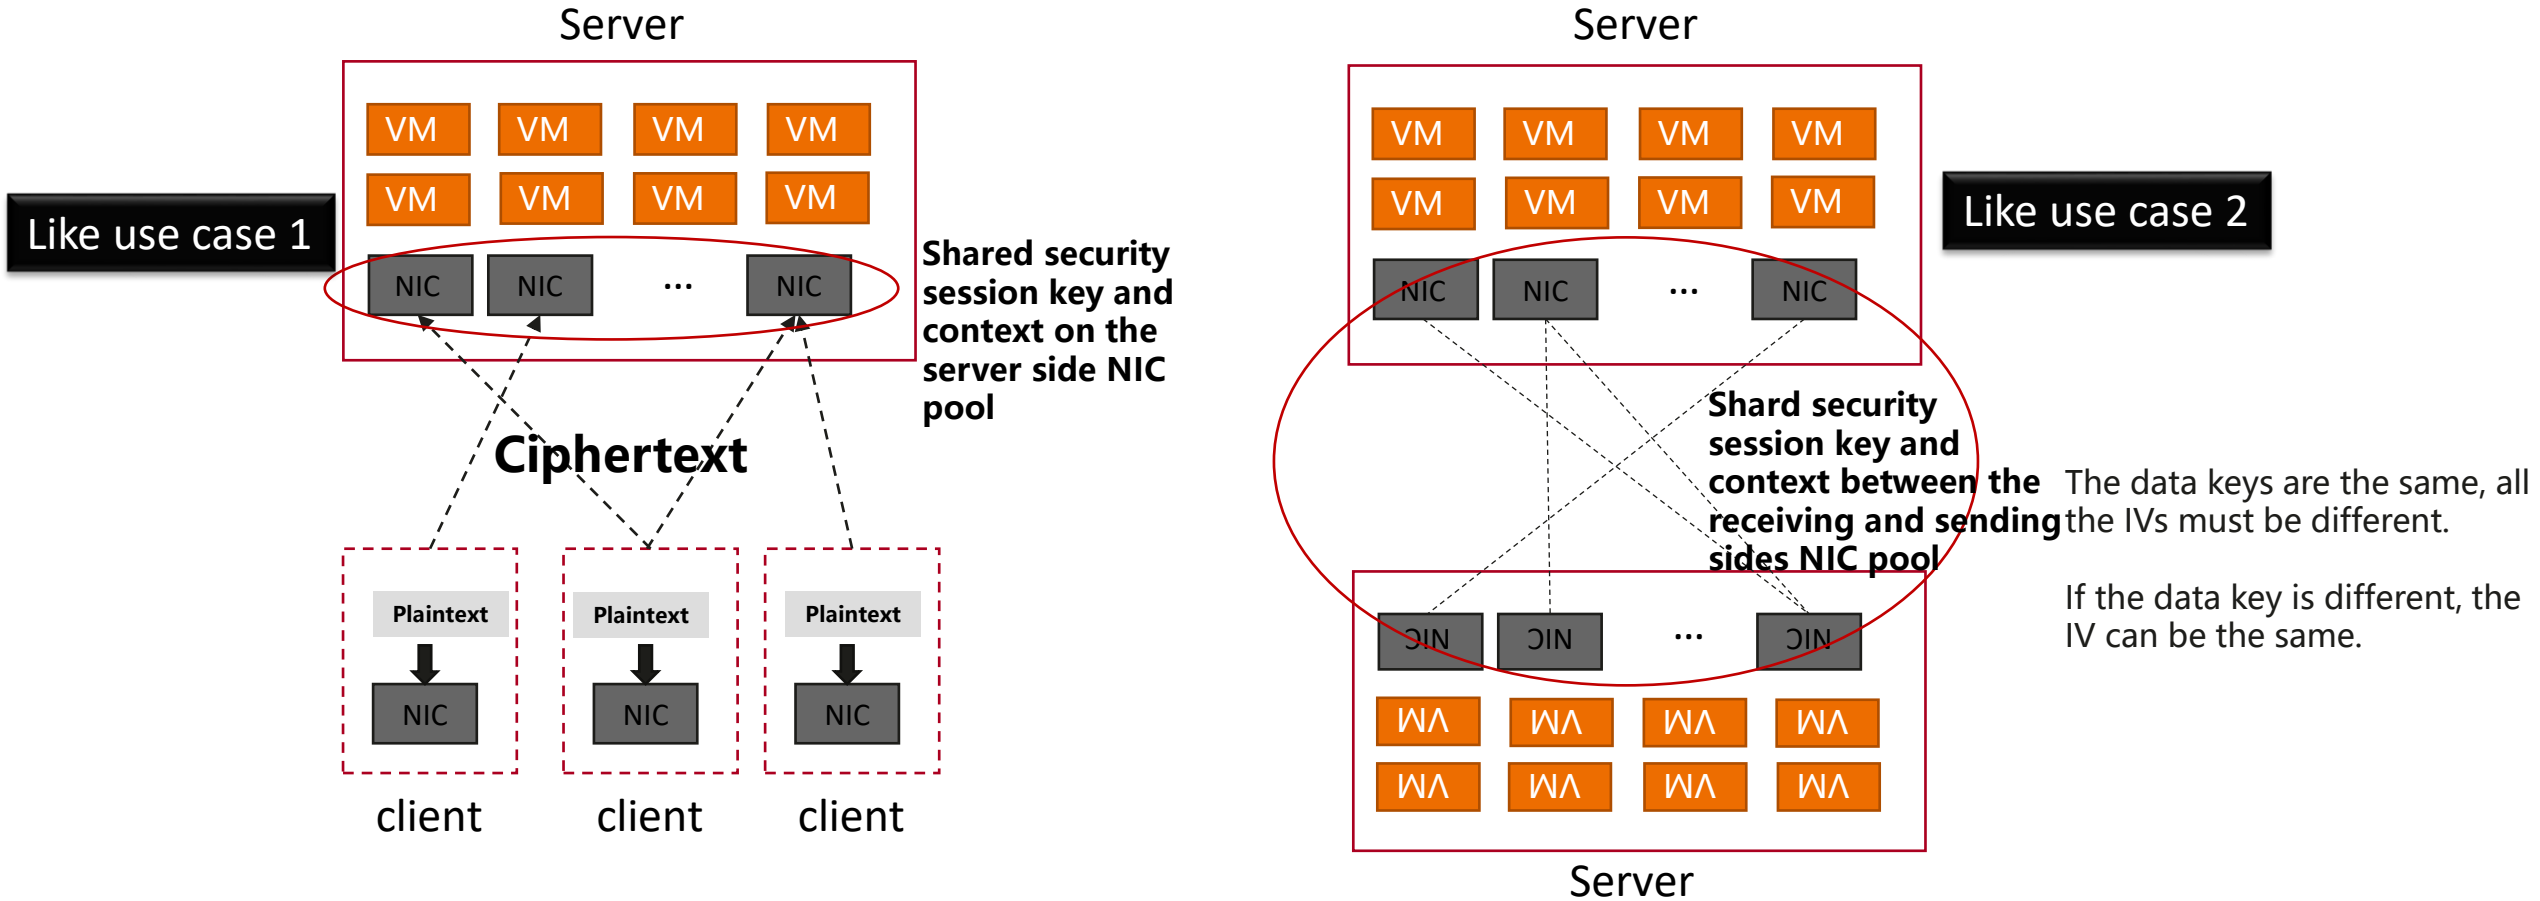 Server
VM VM VM VM
VM VM VM VM
Like use case 1
NIC NIC ... NIC
Shared security
session key and
context on the
server side NIC
pool
Ciphertext
Plaintext Plaintext Plaintext
NIC NIC NIC
client client client
Server
VM VM VM VM
VM VM VM VM
Like use case 2
NIC NIC ... NIC
Shard security
session key and
context between the
receiving and sending
sides NIC pool
The data keys are the same, all
the IVs must be different.
If the data key is different, the
IV can be the same.
NIC NIC ... NIC
VM VM VM VM
VM VM VM VM
Server